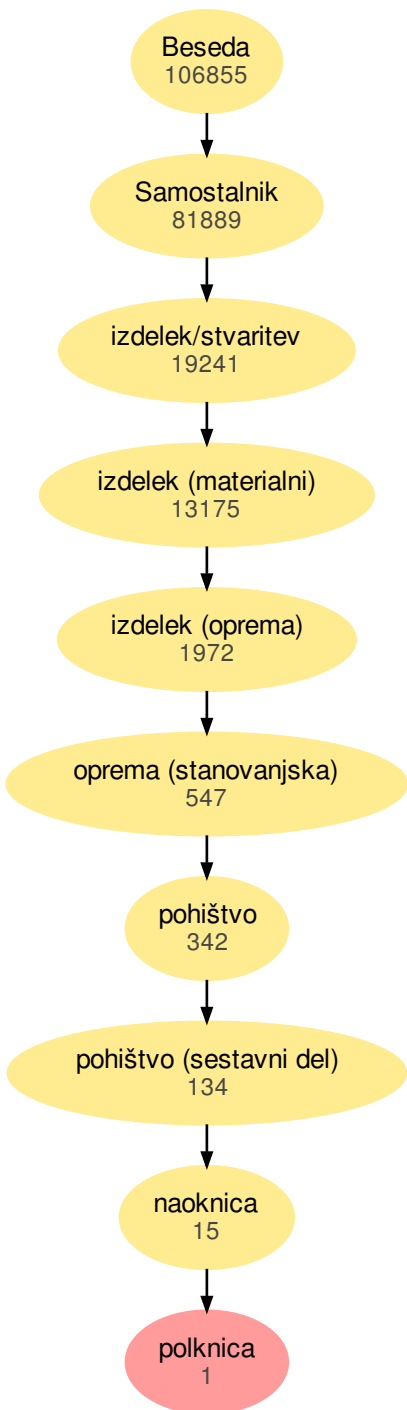 Beseda
106855
Samostalnik
81889
izdelek/stvaritev
19241
izdelek (materialni)
13175
izdelek (oprema)
1972
oprema (stanovanjska)
547
pohištvo
342
pohištvo (sestavni del)
134
naoknica
15
polknica
1